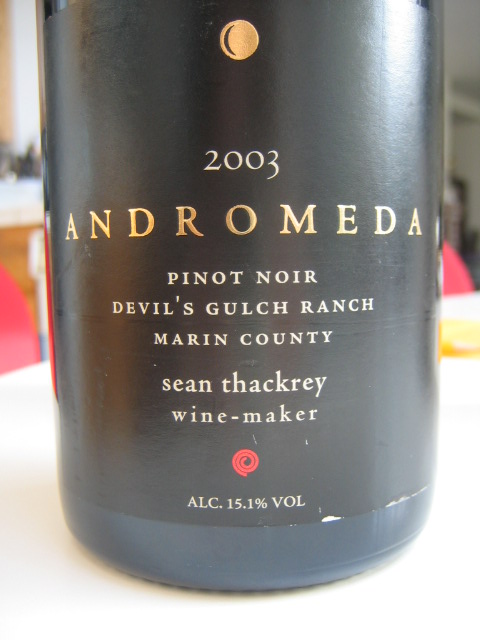 2003
ANDROMEDA
PINOT NOIR
DEVIL'S GULCH RANCH
MARIN COUNTY
sean thackrey
wine-maker
ALC. 15.1% VOL